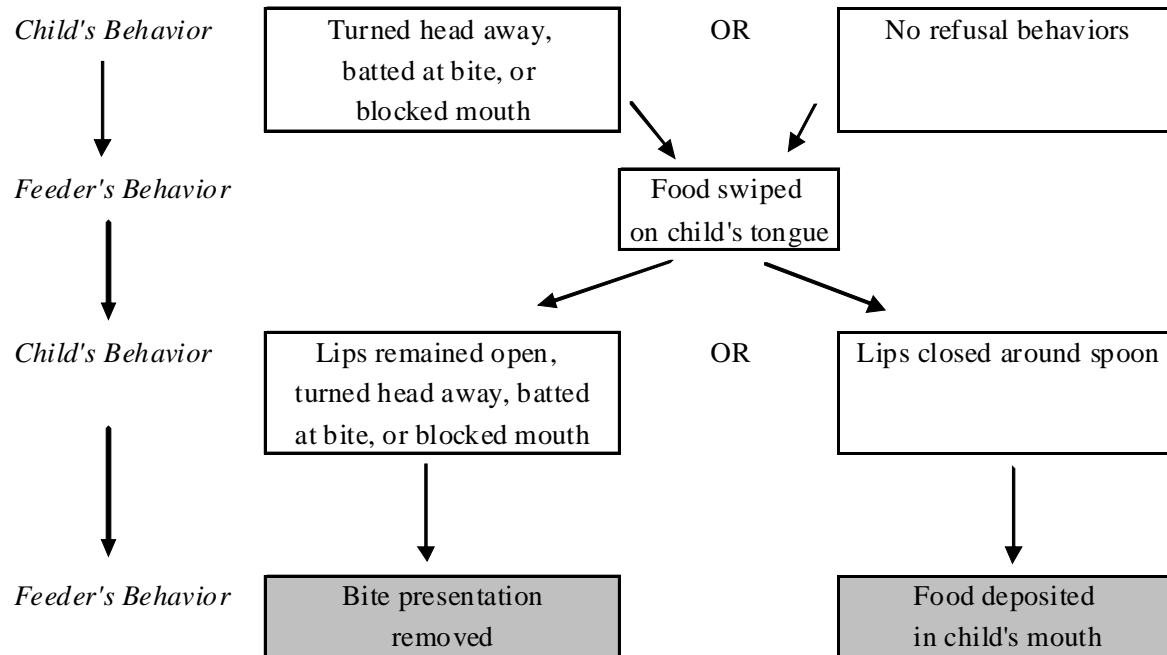 Child's Behavior
Turned head away,
batted at bite, or
blocked mouth
OR
No refusal behaviors
Feeder's Behavior
Food swiped
on child's tongue
Child's Behavior
Lips remained open,
turned head away, batted
at bite, or blocked mouth
OR
Lips closed around spoon
Feeder's Behavior
Bite presentation
removed
Food deposited
in child's mouth